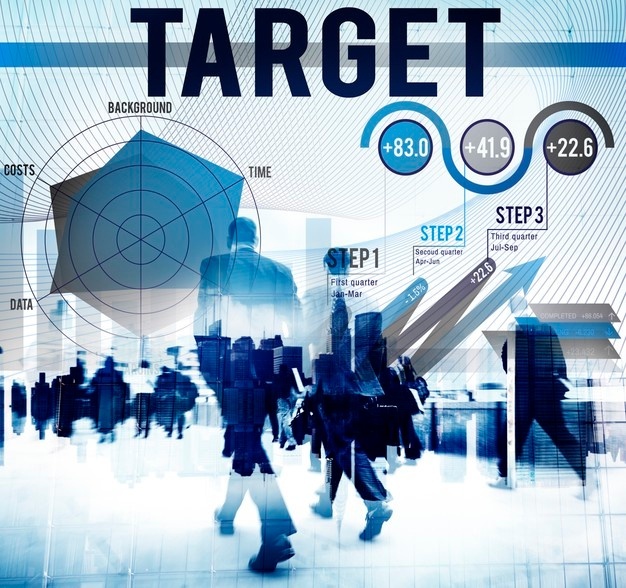 TARGET
BACKGROUND
COSTS
TIME
DATA
+83.0
+41.9
+22.6
STEP 1
First quarter
Jan-Mar
STEP 2
Secoud quarter
Apr-Jun
STEP 3
Third quarter
Jul-Sep
-1.5%
+22.6
COMPLETED